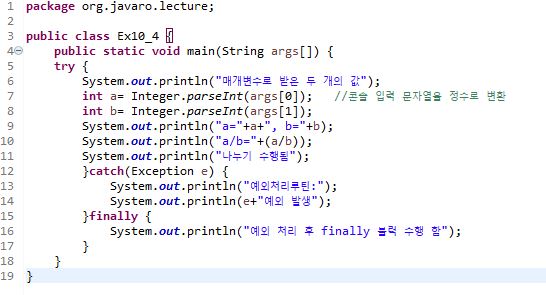 1 package org.javaro.lecture;
2
3 public class Ex10_4 {
4 public static void main(String args[]) {
5 try {
6 System.out.println("매개변수로 받은 두 개의 값");
7 int a= Integer.parseInt(args[0]); //콘솔 입력 문자열을 정수로 변환
8 int b= Integer.parseInt(args[1]);
9 System.out.println("a="+a+", b="+b);
10 System.out.println("a/b="+(a/b));
11 System.out.println("나누기 수행됨");
12 }catch(Exception e) {
13 System.out.println("예외처리루틴:");
14 System.out.println(e+"예외 발생");
15 }finally {
16 System.out.println("예외 처리 후 finally 블럭 수행 함");
17 }
18 }
19 }